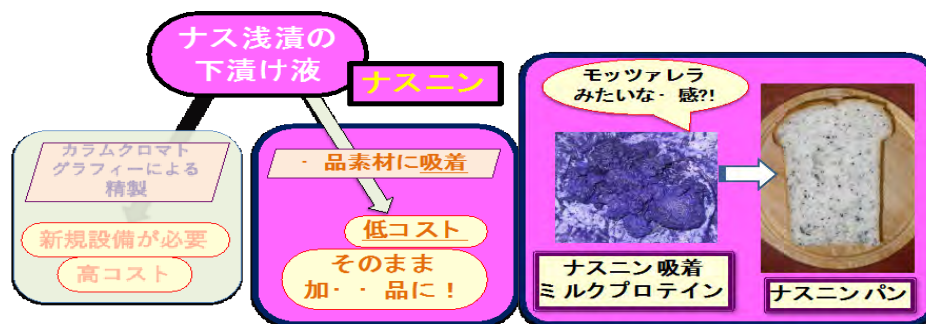 ナス浅漬の
下漬け液
ナスニン
カラムクロマト
グラフィーによる
精製
新規設備が必要
高コスト
・品素材に吸着
低コスト
そのまま
加・・品に！
モッツァレラ
みたいな・感?!
ナスニン吸着
ミルクプロテイン
ナスニンパン